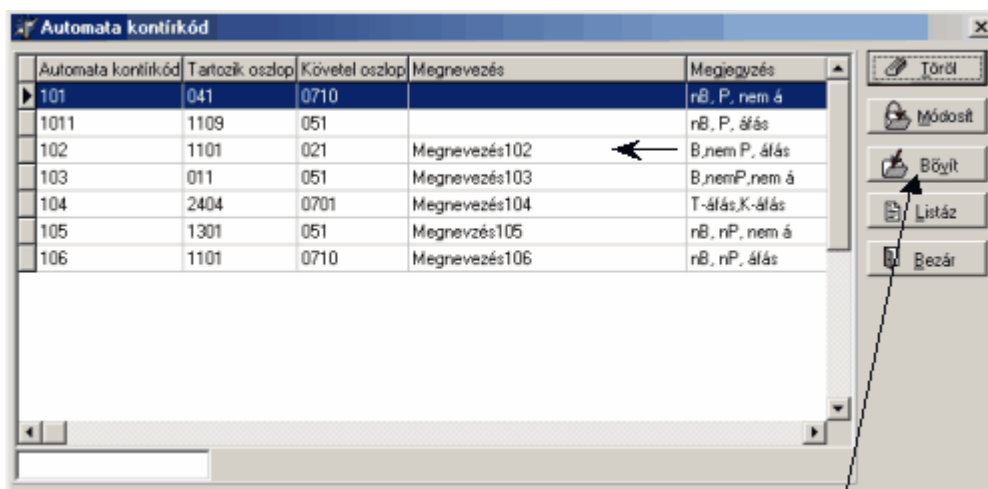 Automata kontírkód
Automata kontírkód Tartozik oszlop Követel oszlop Megnevezés Megjegyzés
101 041 0710 nB, P, nem á
1011 1109 051 nB, P, áfás
102 1101 021 Megnevezés102 B,nem P, áfás
103 011 051 Megnevezés103 B,nemP,nem á
104 2404 0701 Megnevezés104 T-áfás,K-áfás
105 1301 051 Megnevzés105 nB, nP, nem á
106 1101 0710 Megnevezés106 nB, nP, áfás
Töröl
Módosít
Bővít
Listáz
Bezár